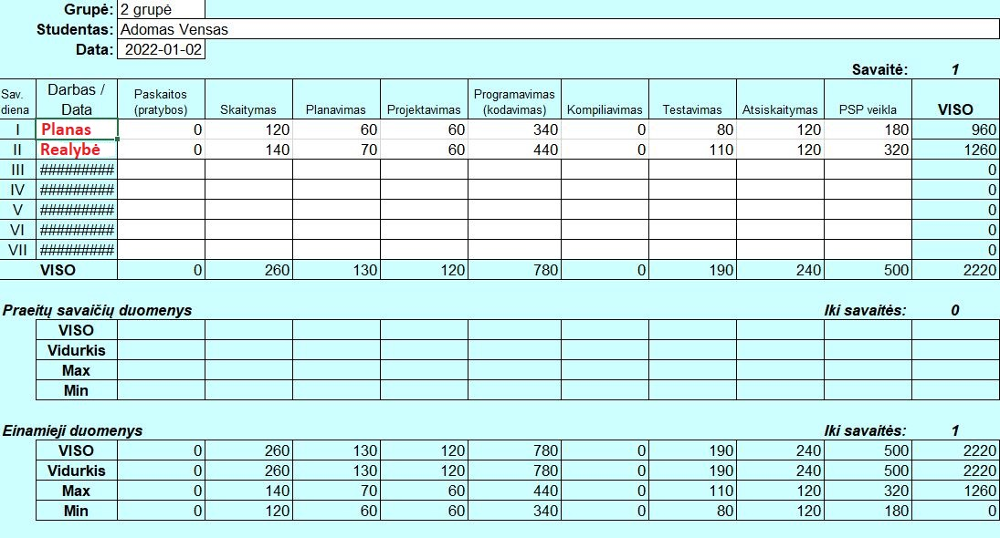 Grupė: 2 grupė
Studentas: Adomas Vensas
Data: 2022-01-02
Savaitė: 1
Sav. diena Darbas / Data Paskaitos (pratybos) Skaitymas Planavimas Projektavimas Programavimas (kodavimas) Kompiliavimas Testavimas Atsiskaitymas PSP veikla VISO
I Planas 0 120 60 60 340 0 80 120 180 960
II Realybė 0 140 70 60 440 0 110 120 320 1260
III ######### 0
IV ######### 0
V ######### 0
VI ######### 0
VII ######### 0
VISO 0 260 130 120 780 0 190 240 500 2220
Praeitų savaičių duomenys Iki savaitės: 0
VISO
Vidurkis
Max
Min
Einamieji duomenys Iki savaitės: 1
VISO 0 260 130 120 780 0 190 240 500 2220
Vidurkis 0 260 130 120 780 0 190 240 500 2220
Max 0 140 70 60 440 0 110 120 320 1260
Min 0 120 60 60 340 0 80 120 180 0